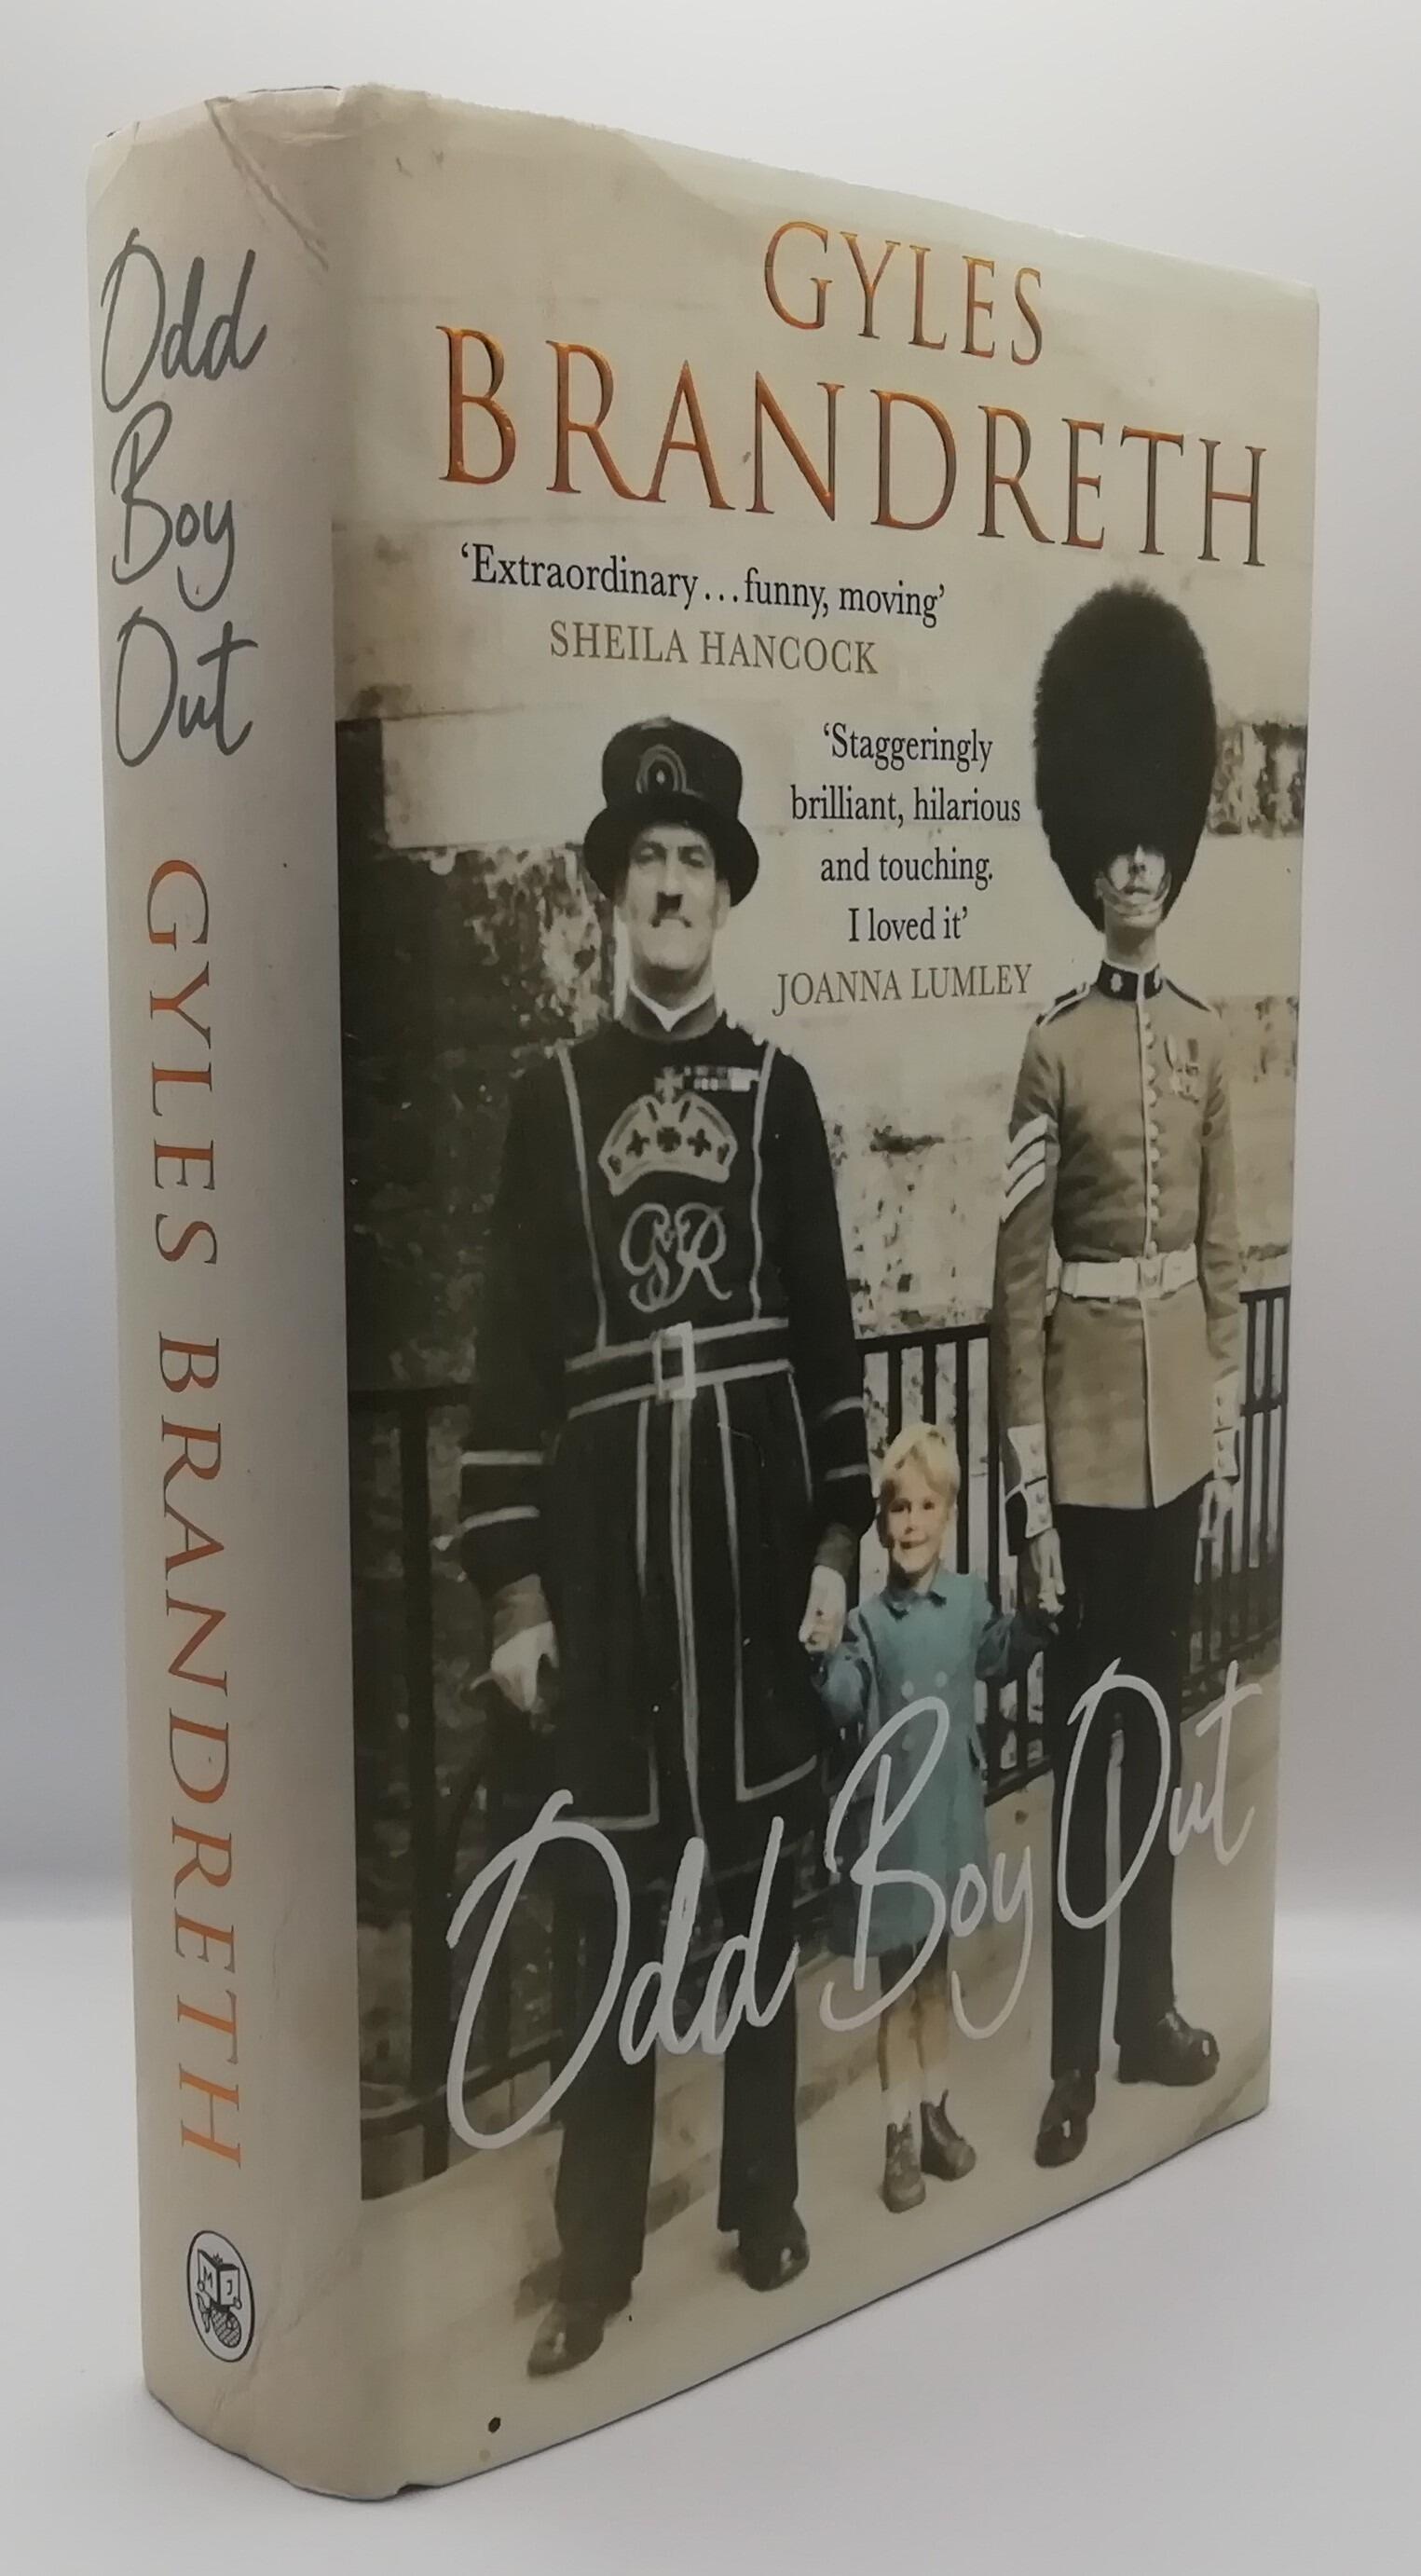 Odd
Boy
Out
GYLES BRANDRETH
M J
GYLES
BRANDRETH
‘Extraordinary...funny, moving’
SHEILA HANCOCK
‘Staggeringly
brilliant, hilarious
and touching.
I loved it’
JOANNA LUMLEY
GR
Odd Boy Out